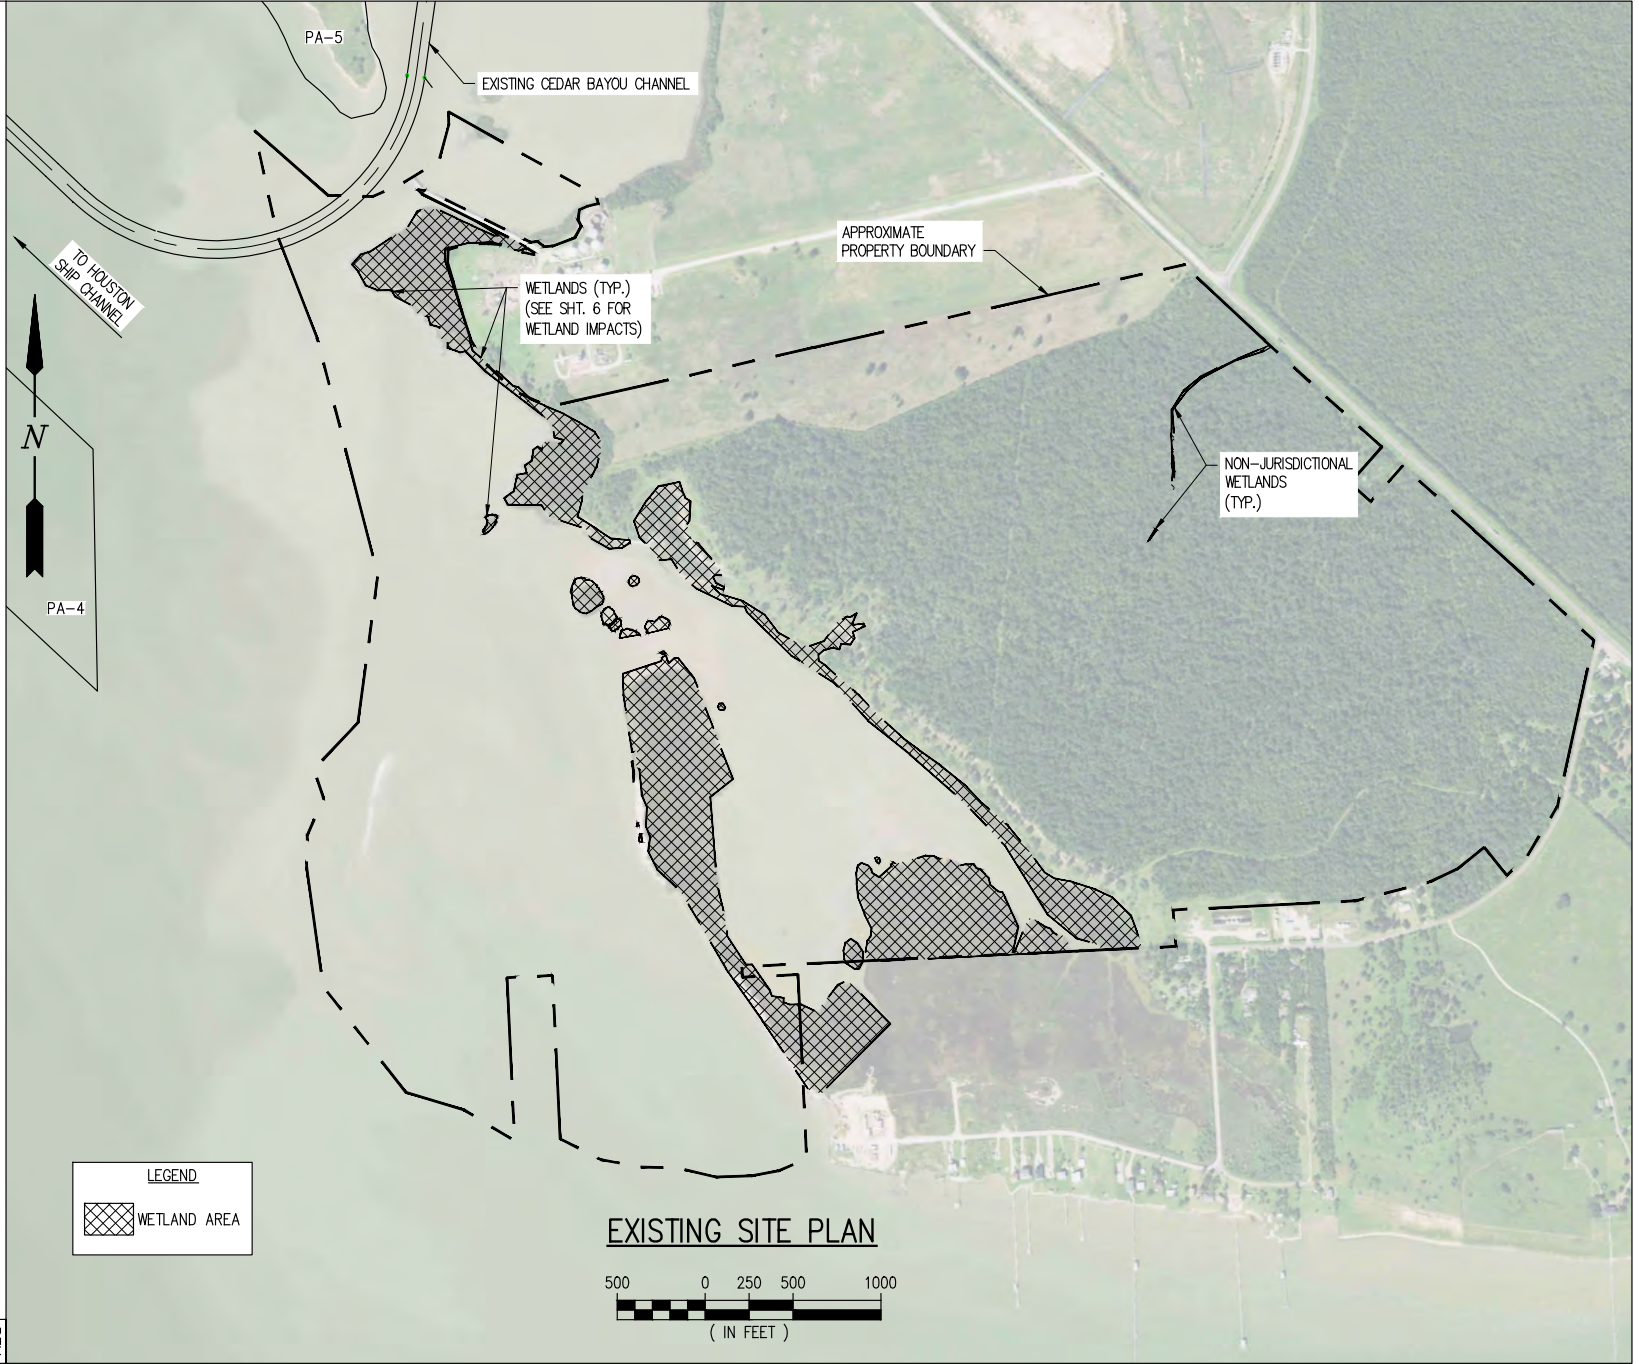 PA-5
EXISTING CEDAR BAYOU CHANNEL
TO HOUSTON
SHIP CHANNEL
APPROXIMATE
PROPERTY BOUNDARY
WETLANDS (TYP.)
(SEE SHT. 6 FOR
WETLAND IMPACTS)
N
NON-JURISDICTIONAL
WETLANDS
(TYP.)
PA-4
LEGEND
WETLAND AREA
EXISTING SITE PLAN
500 0 250 500 1000
( IN FEET )